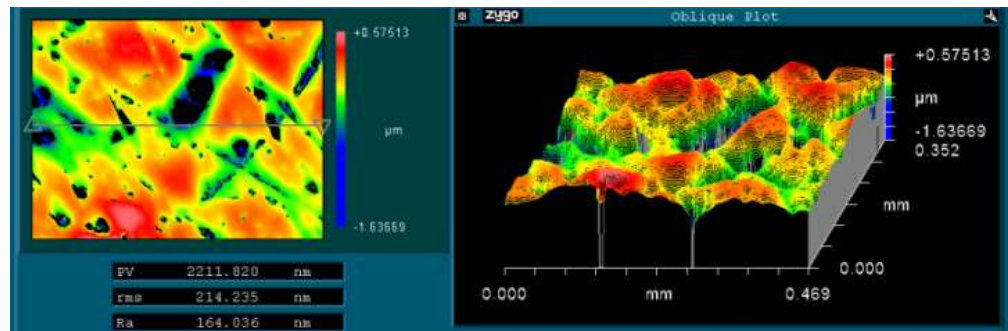 +0.57513
µm
-1.63669
PV 2211.820 nm
rms 214.235 nm
Ra 164.036 nm
zygo Oblique Plot
+0.57513
µm
-1.63669
0.352
mm
0.000
0.000 mm 0.469